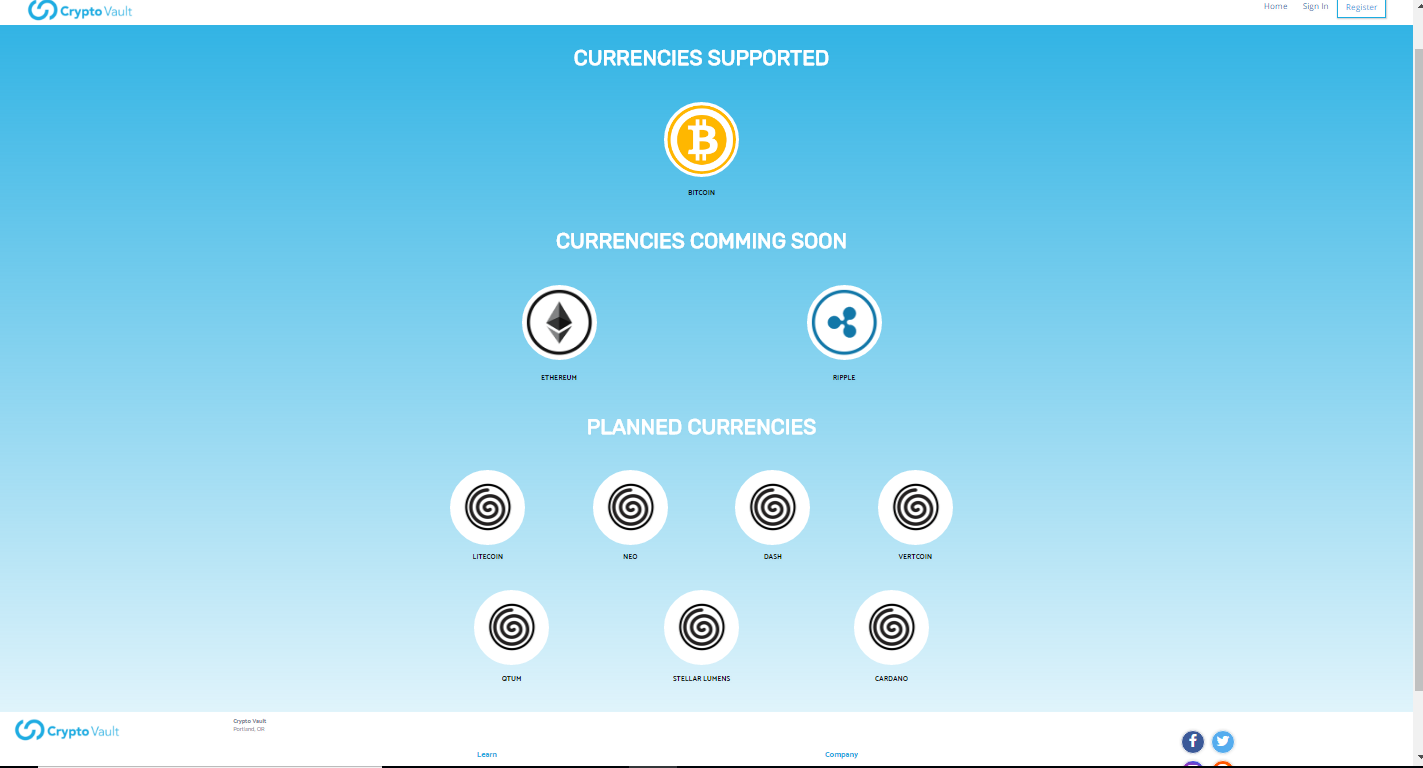 Crypto Vault
Home Sign In Register
CURRENCIES SUPPORTED
BITCOIN
CURRENCIES COMMING SOON
ETHEREUM RIPPLE
PLANNED CURRENCIES
LITECOIN NEO DASH VERTCOIN
QTUM STELLAR LUMENS CARDANO
Crypto Vault
Crypto Vault
Portland, OR
Learn Company